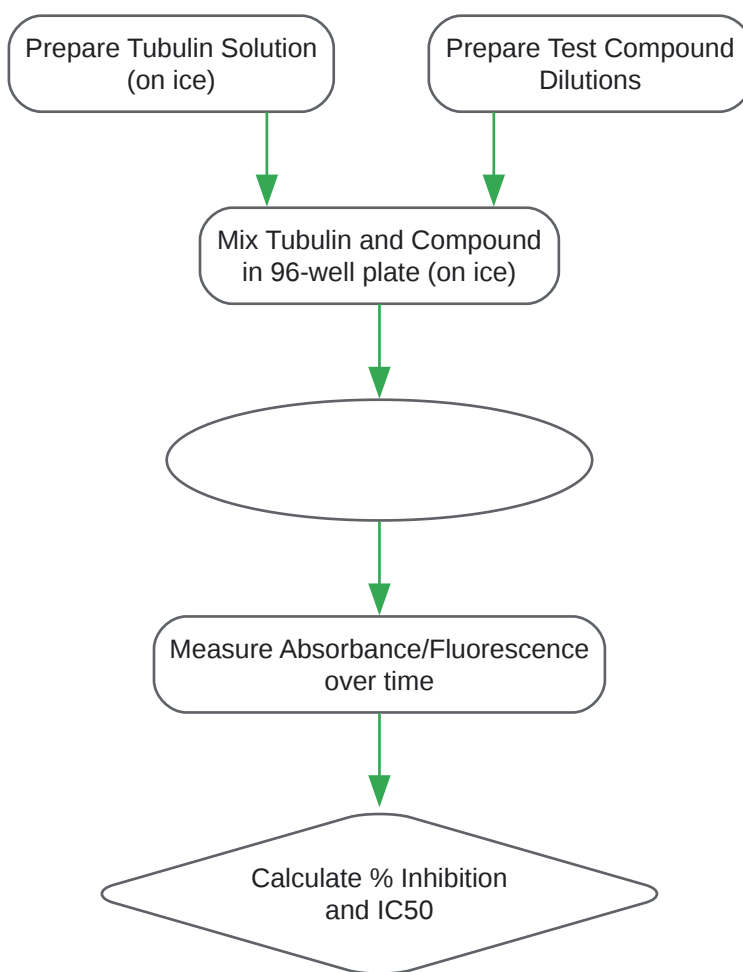 Prepare Tubulin Solution
(on ice)
Prepare Test Compound
Dilutions
Mix Tubulin and Compound
in 96-well plate (on ice)
Measure Absorbance/Fluorescence
over time
Calculate % Inhibition
and IC50